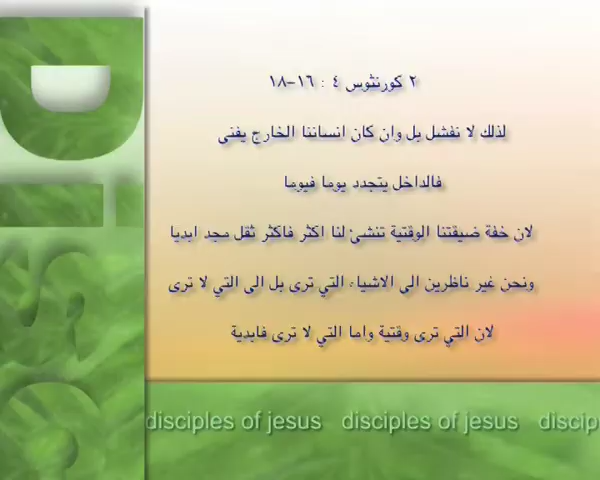 ٢ كورنثوس ٤ : ١٦-١٨
لذلك لا نفشل بل وان كان انساننا الخارج يفنى
فالداخل يتجدد يوما فيوما
لان خفة ضيقتنا الوقتية تنشئ لنا اكثر فاكثر ثقل مجد ابديا
ونحن غير ناظرين الى الاشياء التي ترى بل الى التي لا ترى
لان التي ترى وقتية واما التي لا ترى فابدية
disciples of jesus disciples of jesus discip